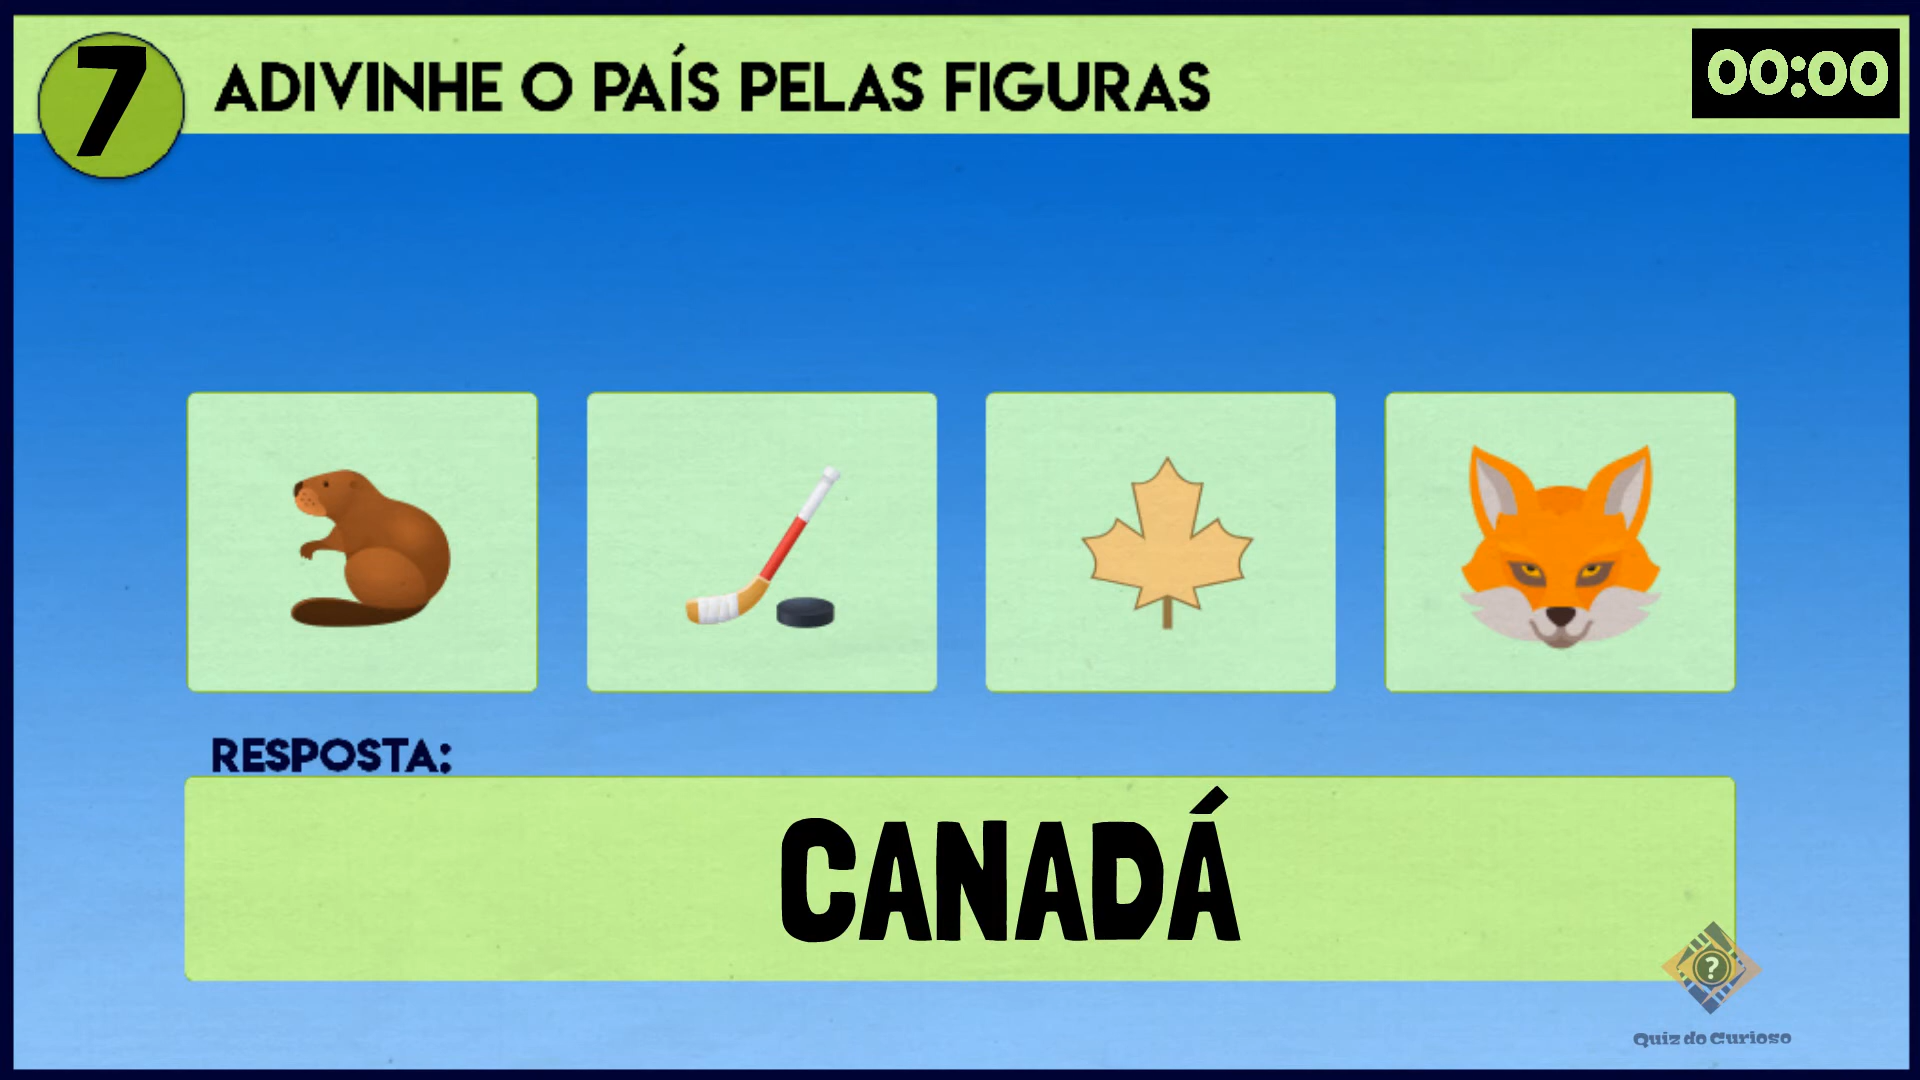 7
ADIVINHE O PAÍS PELAS FIGURAS
00:00
RESPOSTA:
CANADÁ
?
Quiz do Curioso